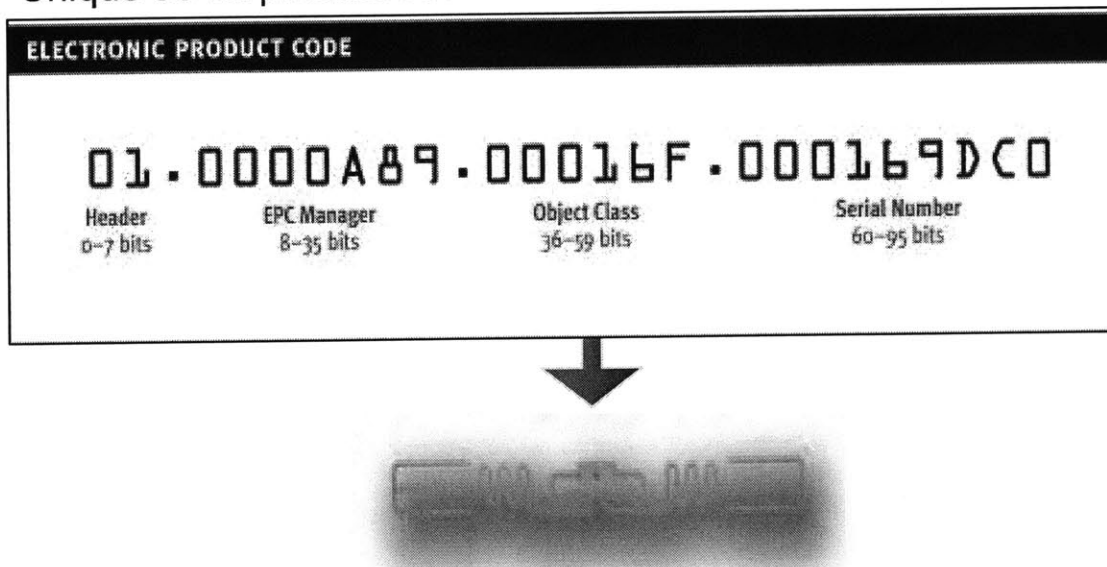 Unique
ELECTRONIC PRODUCT CODE
01.0000A89.00016F.000169DC0
Header EPC Manager Object Class Serial Number
0–7 bits 8–35 bits 36–59 bits 60–95 bits